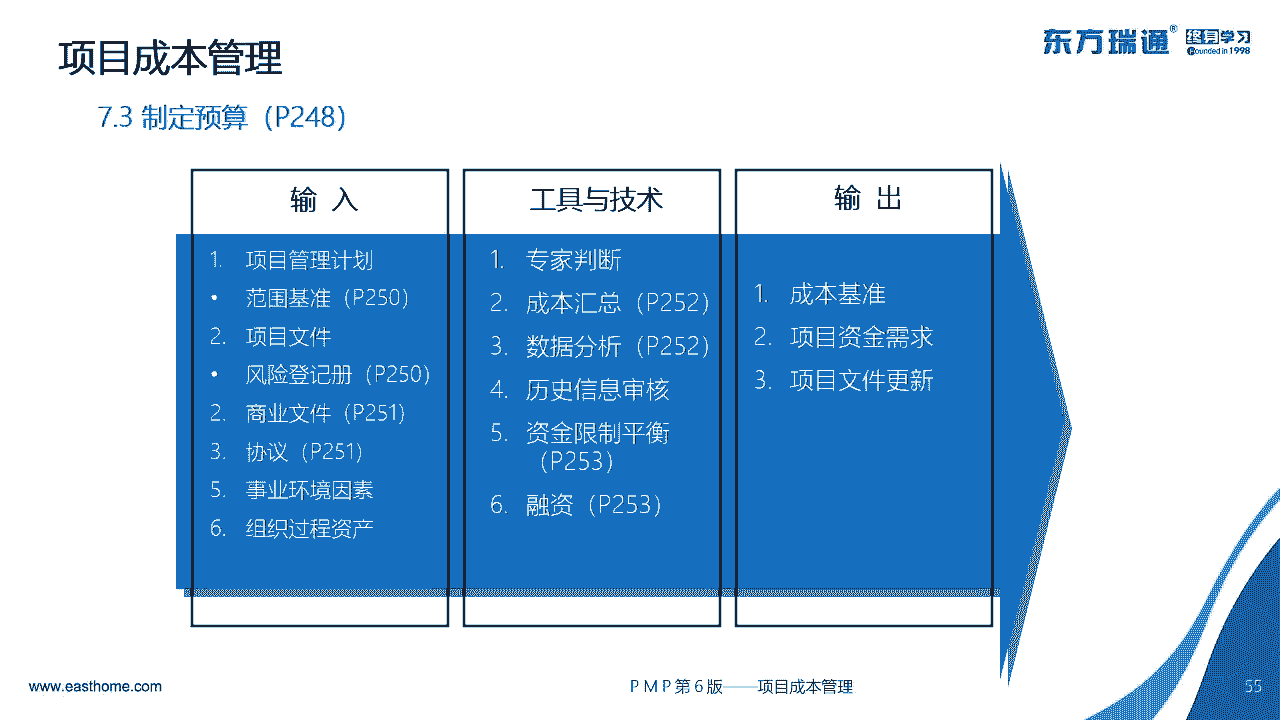 项目成本管理
东方瑞通® 终身学习
Founded in 1998
7.3 制定预算（P248）
输 入
1. 项目管理计划
• 范围基准（P250）
2. 项目文件
• 风险登记册（P250）
2. 商业文件（P251）
3. 协议（P251）
5. 事业环境因素
6. 组织过程资产
工具与技术
1. 专家判断
2. 成本汇总（P252）
3. 数据分析（P252）
4. 历史信息审核
5. 资金限制平衡
（P253）
6. 融资（P253）
输 出
1. 成本基准
2. 项目资金需求
3. 项目文件更新
www.easthome.com
PMP第6版——项目成本管理
55